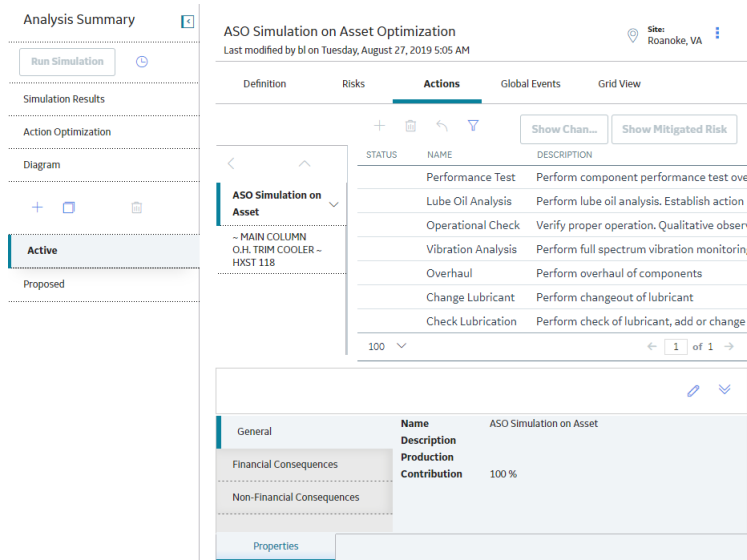 Analysis Summary
Run Simulation
Simulation Results
Action Optimization
Diagram
Active
Proposed
ASO Simulation on Asset Optimization
Last modified by bl on Tuesday, August 27, 2019 5:05 AM
Site:
Roanoke, VA
Definition Risks Actions Global Events Grid View
Show Chan... Show Mitigated Risk
ASO Simulation on
Asset
~ MAIN COLUMN
O.H. TRIM COOLER ~
HXST 118
STATUS NAME DESCRIPTION
Performance Test Perform component performance test ove
Lube Oil Analysis Perform lube oil analysis. Establish action
Operational Check Verify proper operation. Qualitative obser
Vibration Analysis Perform full spectrum vibration monitoring
Overhaul Perform overhaul of components
Change Lubricant Perform changeout of lubricant
Check Lubrication Perform check of lubricant, add or change
100 1 of 1
General
Financial Consequences
Non-Financial Consequences
Name ASO Simulation on Asset
Description
Production
Contribution 100 %
Properties